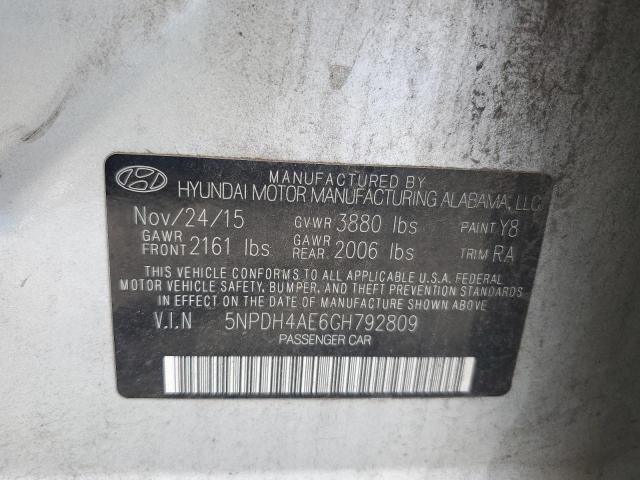 MANUFACTURED BY
HYUNDAI MOTOR MANUFACTURING ALABAMA, LLC
Nov/24/15 GVWR 3880 lbs PAINT Y8
GAWR FRONT 2161 lbs GAWR REAR 2006 lbs TRIM RA
THIS VEHICLE CONFORMS TO ALL APPLICABLE U.S.A. FEDERAL
MOTOR VEHICLE SAFETY, BUMPER, AND THEFT PREVENTION STANDARDS
IN EFFECT ON THE DATE OF MANUFACTURE SHOWN ABOVE.
V.I.N 5NPDH4AE6GH792809
PASSENGER CAR